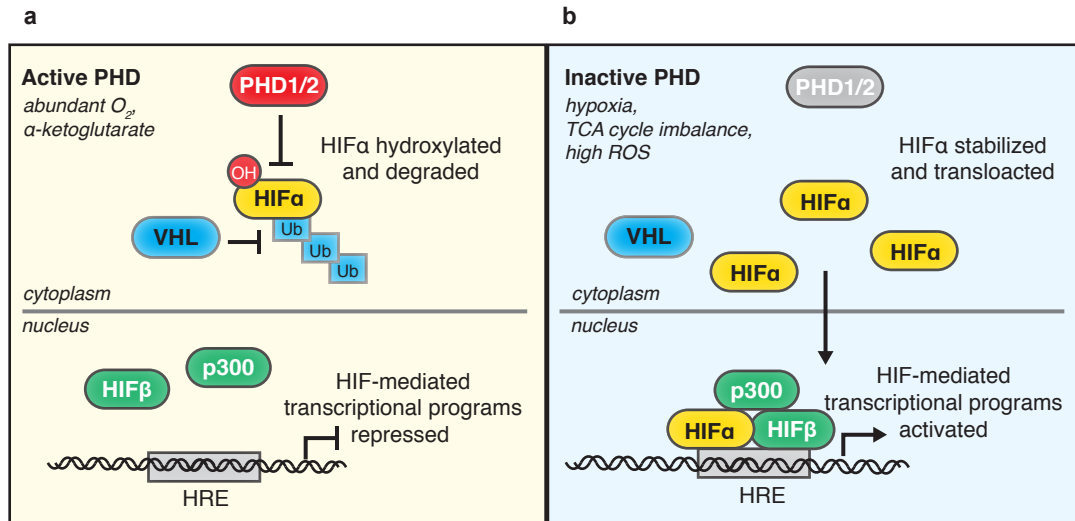 a
Active PHD
abundant O2,
α-ketoglutarate
PHD1/2
HIFα hydroxylated
and degraded
OH
HIFα
VHL
Ub
Ub
Ub
cytoplasm
nucleus
p300
HIFβ
HIF-mediated
transcriptional programs
repressed
HRE
b
Inactive PHD
hypoxia,
TCA cycle imbalance,
high ROS
PHD1/2
HIFα stabilized
and transloacted
HIFα
VHL
HIFα
HIFα
cytoplasm
nucleus
p300
HIFα
HIFβ
HIF-mediated
transcriptional programs
activated
HRE